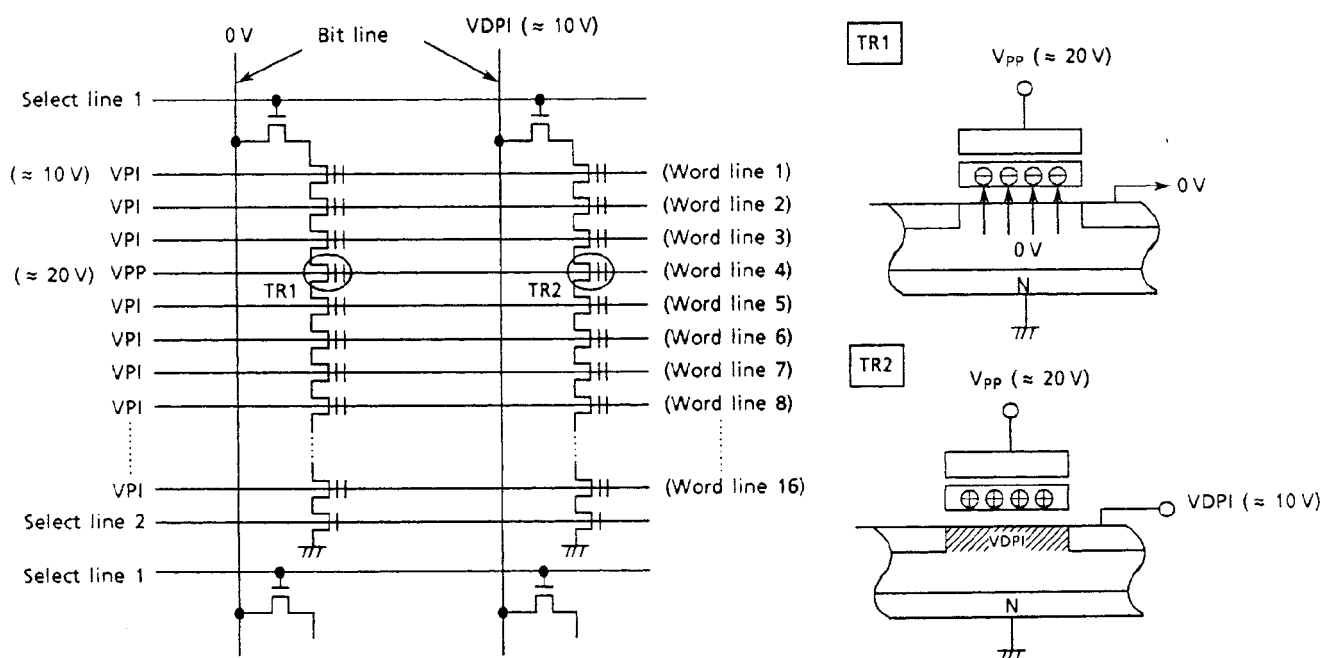 0 V Bit line VDPI (≈ 10 V)
Select line 1
(≈ 10 V) VPI (Word line 1)
VPI (Word line 2)
VPI (Word line 3)
(≈ 20 V) VPP TR1 TR2 (Word line 4)
VPI (Word line 5)
VPI (Word line 6)
VPI (Word line 7)
VPI (Word line 8)
VPI (Word line 16)
Select line 2
Select line 1
TR1
VPP (≈ 20 V)
0 V
0 V
N
TR2
VPP (≈ 20 V)
VDPI (≈ 10 V)
VDPI
N